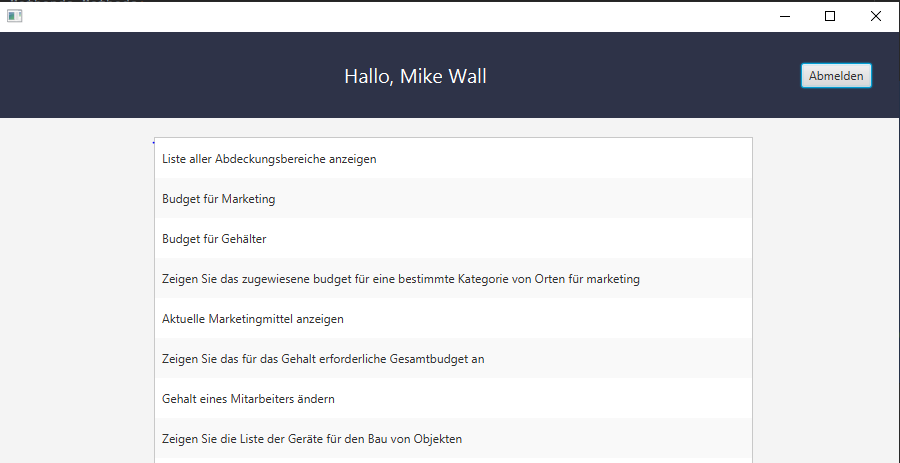 Hallo, Mike Wall
Abmelden
Liste aller Abdeckungsbereiche anzeigen
Budget für Marketing
Budget für Gehälter
Zeigen Sie das zugewiesene budget für eine bestimmte Kategorie von Orten für marketing
Aktuelle Marketingmittel anzeigen
Zeigen Sie das für das Gehalt erforderliche Gesamtbudget an
Gehalt eines Mitarbeiters ändern
Zeigen Sie die Liste der Geräte für den Bau von Objekten